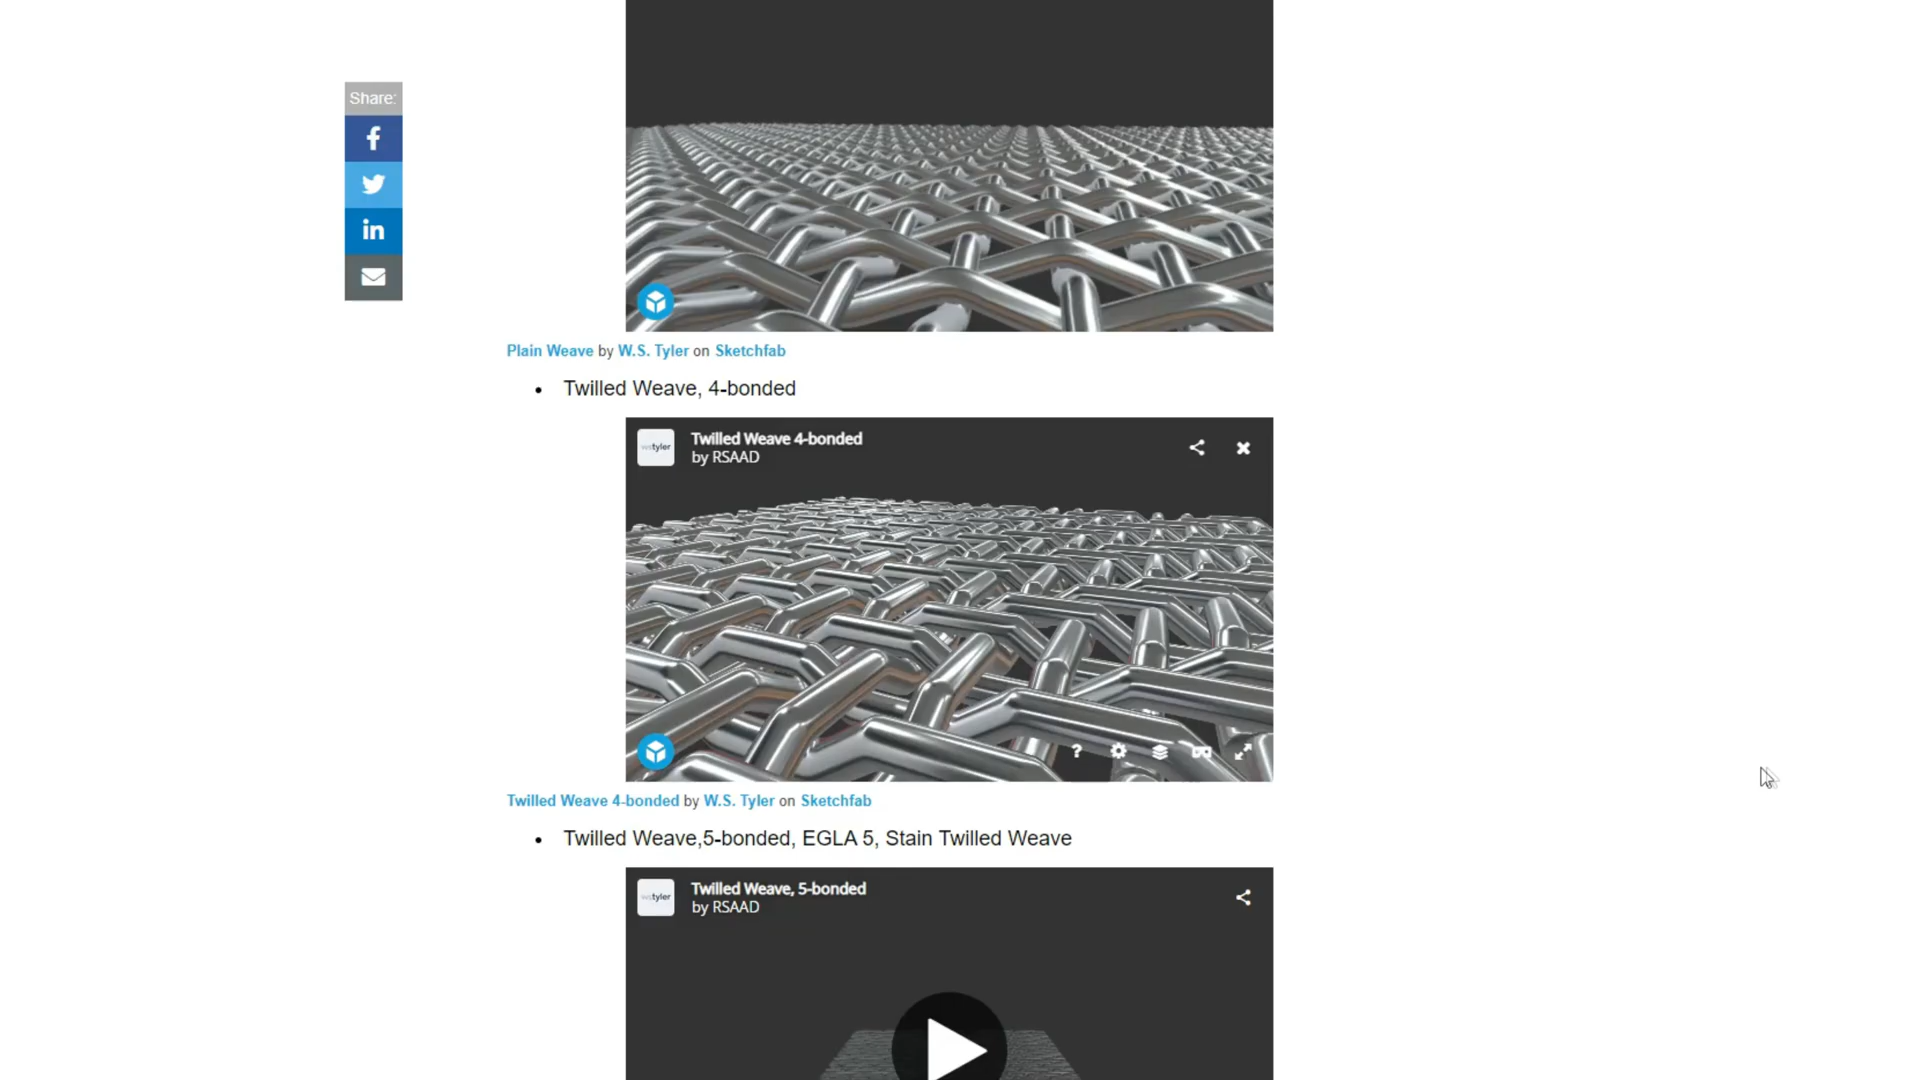 Share:
Plain Weave by W.S. Tyler on Sketchfab
• Twilled Weave, 4-bonded
wstyler
Twilled Weave 4-bonded
by RSAAD
?
Twilled Weave 4-bonded by W.S. Tyler on Sketchfab
• Twilled Weave,5-bonded, EGLA 5, Stain Twilled Weave
wstyler
Twilled Weave, 5-bonded
by RSAAD